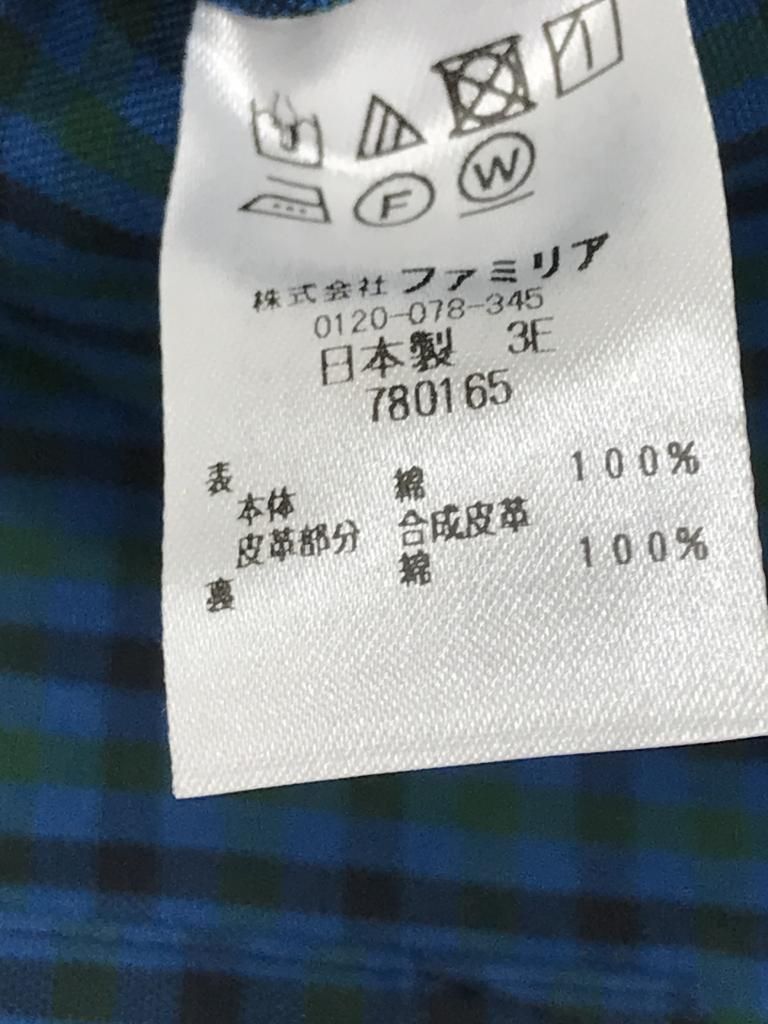 F W
株式会社 ファミリア
0120-078-345
日本製 3E
780165
表
本体 綿 100%
皮革部分 合成皮革
裏 綿 100%